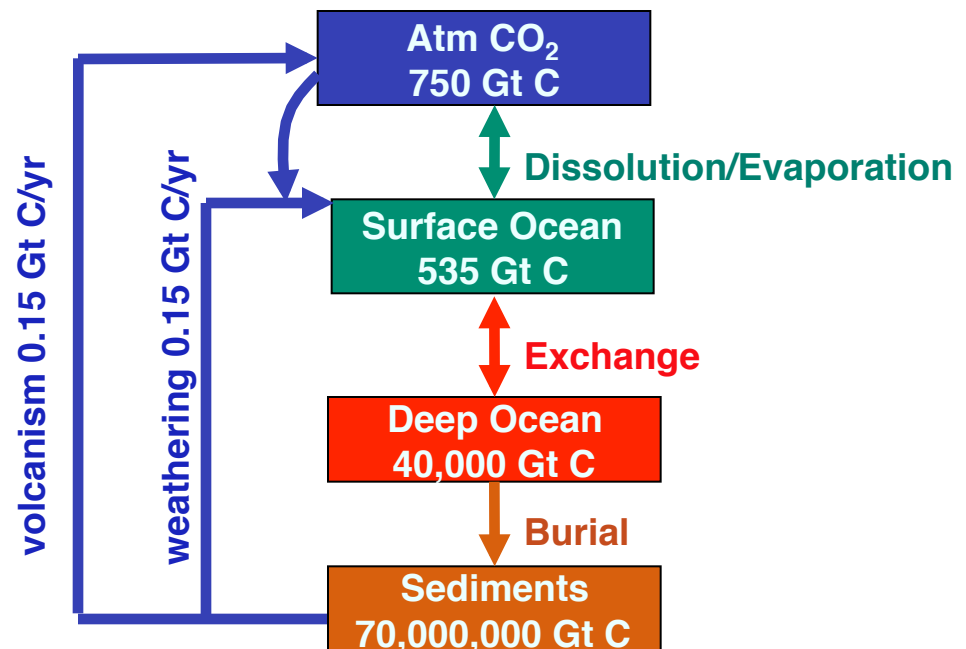 Atm CO₂
750 Gt C
Dissolution/Evaporation
Surface Ocean
535 Gt C
Exchange
Deep Ocean
40,000 Gt C
Burial
Sediments
70,000,000 Gt C
volcanism 0.15 Gt C/yr
weathering 0.15 Gt C/yr